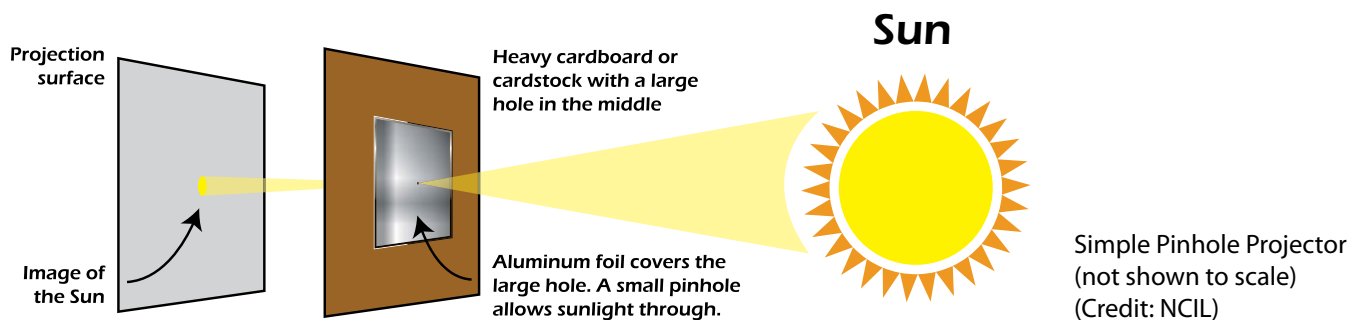 Sun
Projection
surface
Heavy cardboard or
cardstock with a large
hole in the middle
Image of
the Sun
Aluminum foil covers the
large hole. A small pinhole
allows sunlight through.
Simple Pinhole Projector
(not shown to scale)
(Credit: NCIL)